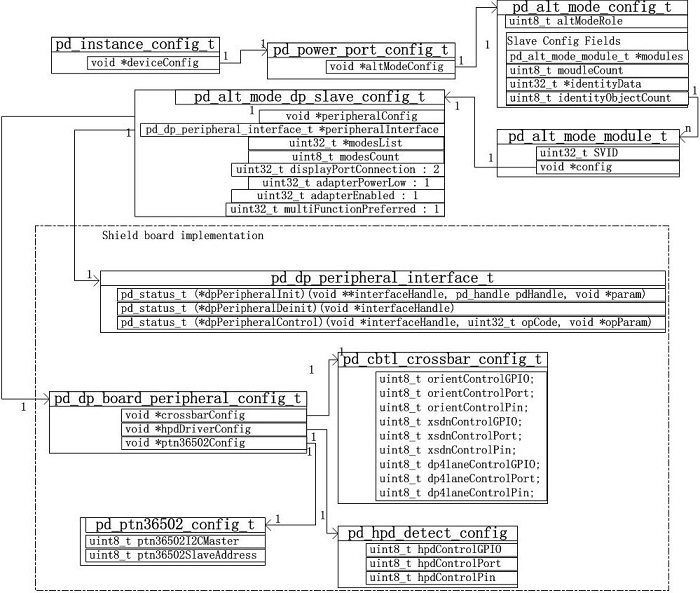 pd_instance_config_t
void *deviceConfig
1
1
pd_power_port_config_t
void *altModeConfig
1
1
pd_alt_mode_config_t
uint8_t altModeRole
Slave Config Fields
pd_alt_mode_module_t *modules
uint8_t moudleCount
uint32_t *identityData
uint8_t identityObjectCount
1
n
pd_alt_mode_module_t
uint32_t SVID
void *config
1
1
pd_alt_mode_dp_slave_config_t
1
void *peripheralConfig
1
pd_dp_peripheral_interface_t *peripheralInterface
uint32_t *modesList
uint8_t modesCount
uint32_t displayPortConnection : 2
uint32_t adapterPowerLow : 1
uint32_t adapterEnabled : 1
uint32_t multiFunctionPreferred : 1
Shield board implementation
1
pd_dp_peripheral_interface_t
pd_status_t (*dpPeripheralInit)(void **interfaceHandle, pd_handle pdHandle, void *param)
pd_status_t (*dpPeripheralDeinit)(void *interfaceHandle)
pd_status_t (*dpPeripheralControl)(void *interfaceHandle, uint32_t opCode, void *opParam)
1
pd_dp_board_peripheral_config_t
void *crossbarConfig
void *hpdDriverConfig
void *ptn36502Config
1
1
1
1
pd_cbtl_crossbar_config_t
uint8_t orientControlGPIO;
uint8_t orientControlPort;
uint8_t orientControlPin;
uint8_t xsdnControlGPIO;
uint8_t xsdnControlPort;
uint8_t xsdnControlPin;
uint8_t dp4laneControlGPIO;
uint8_t dp4laneControlPort;
uint8_t dp4laneControlPin;
pd_ptn36502_config_t
uint8_t ptn36502I2CMaster
uint8_t ptn36502SlaveAddress
1
1
pd_hpd_detect_config
uint8_t hpdControlGPIO
uint8_t hpdControlPort
uint8_t hpdControlPin